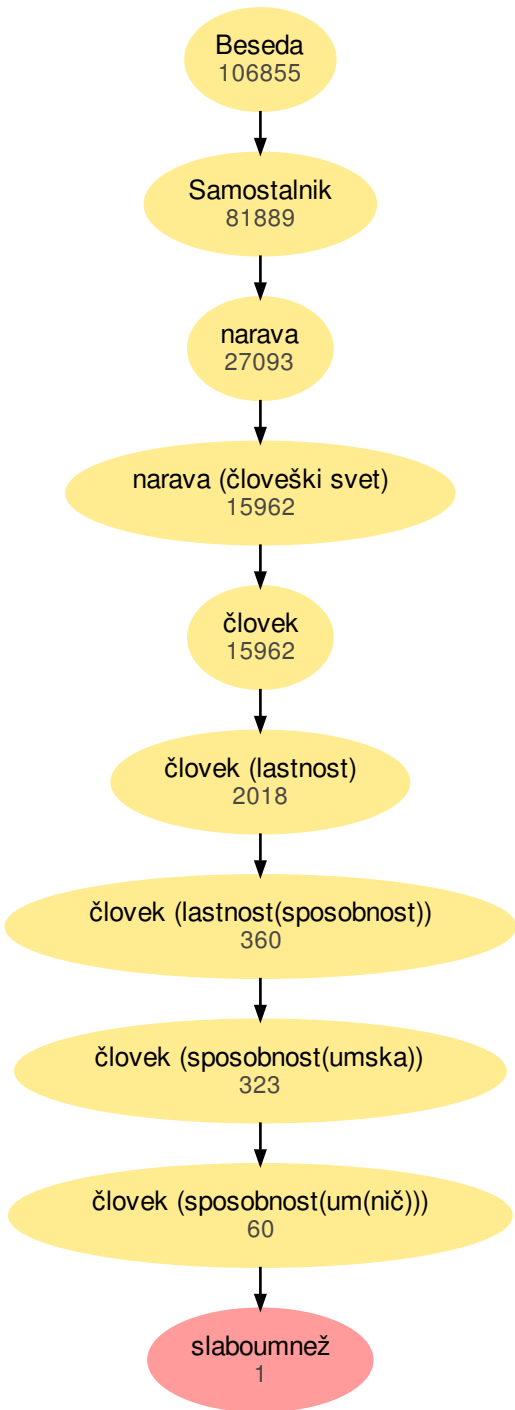 Beseda
106855
Samostalnik
81889
narava
27093
narava (človeški svet)
15962
človek
15962
človek (lastnost)
2018
človek (lastnost(sposobnost))
360
človek (sposobnost(umska))
323
človek (sposobnost(um(nič)))
60
slaboumnež
1